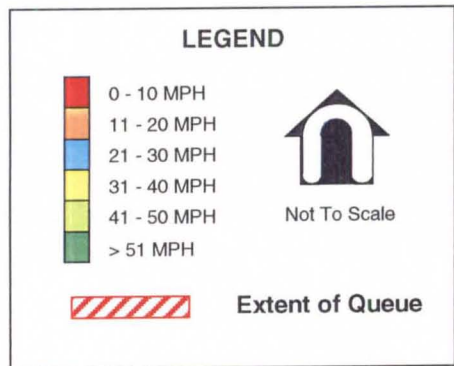 LEGEND
0 - 10 MPH
11 - 20 MPH
21 - 30 MPH
31 - 40 MPH
41 - 50 MPH
> 51 MPH
Not To Scale
Extent of Queue